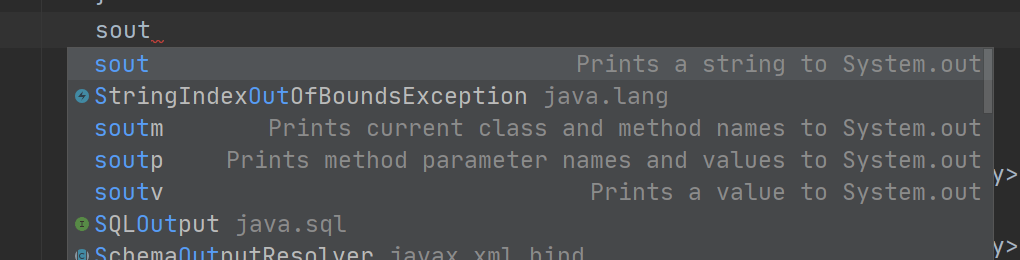 sout
sout Prints a string to System.out
StringIndexOutOfBoundsException java.lang
soutm Prints current class and method names to System.out
soutp Prints method parameter names and values to System.out
y>
soutv Prints a value to System.out
SQLOutput java.sql
y>
SchemaOutputResolver javax.xml.bind